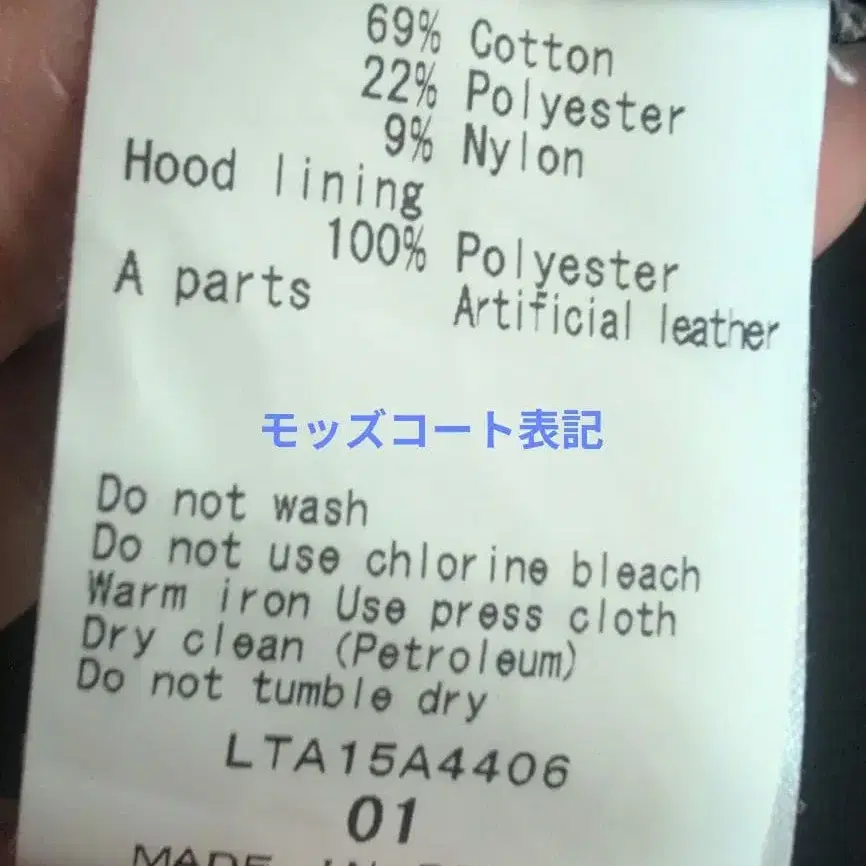 69% Cotton
22% Polyester
9% Nylon
Hood lining
100% Polyester
A parts
Artificial leather
モッズコート表記
Do not wash
Do not use chlorine bleach
Warm iron Use press cloth
Dry clean (Petroleum)
Do not tumble dry
LTA15A4406
01
MADE IN